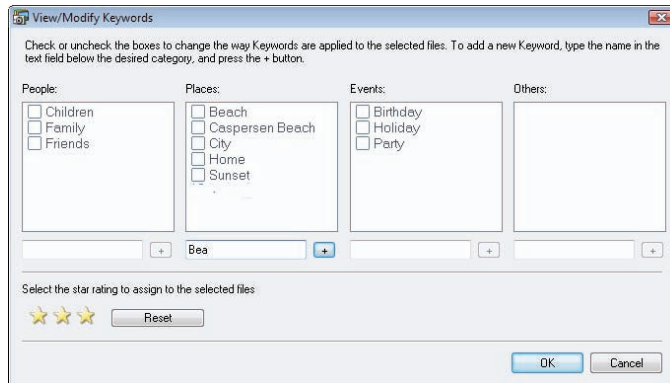 View/Modify Keywords
Check or uncheck the boxes to change the way Keywords are applied to the selected files. To add a new Keyword, type the name in the
text field below the desired category, and press the + button.
People:
Children
Family
Friends
+
Places:
Beach
Caspersen Beach
City
Home
Sunset
Bea
+
Events:
Birthday
Holiday
Party
+
Others:
+
Select the star rating to assign to the selected files
Reset
OK
Cancel